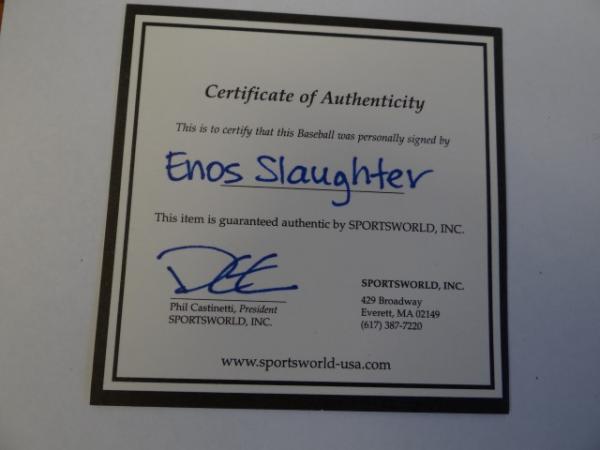 Certificate of Authenticity
This is to certify that this Baseball was personally signed by
Enos Slaughter
This item is guaranteed authentic by SPORTSWORLD, INC.
Phil Castinetti, President
SPORTSWORLD, INC.
SPORTSWORLD, INC.
429 Broadway
Everett, MA 02149
(617) 387-7220
www.sportsworld-usa.com